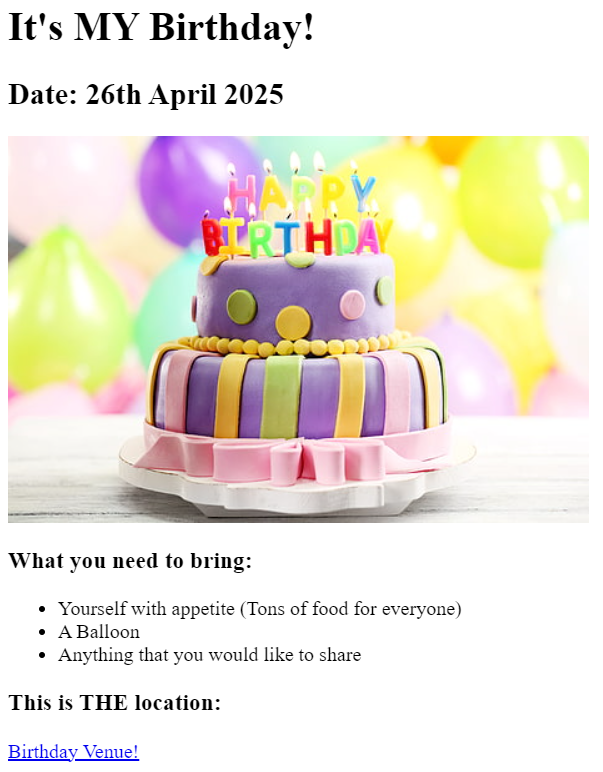 It's MY Birthday!
Date: 26th April 2025
HAPPY
BIRTHDAY
What you need to bring:
Yourself with appetite (Tons of food for everyone)
A Balloon
Anything that you would like to share
This is THE location:
Birthday Venue!